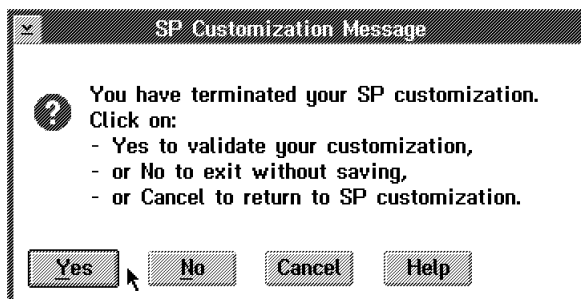 SP Customization Message
You have terminated your SP customization.
Click on:
- Yes to validate your customization,
- or No to exit without saving,
- or Cancel to return to SP customization.
Yes No Cancel Help